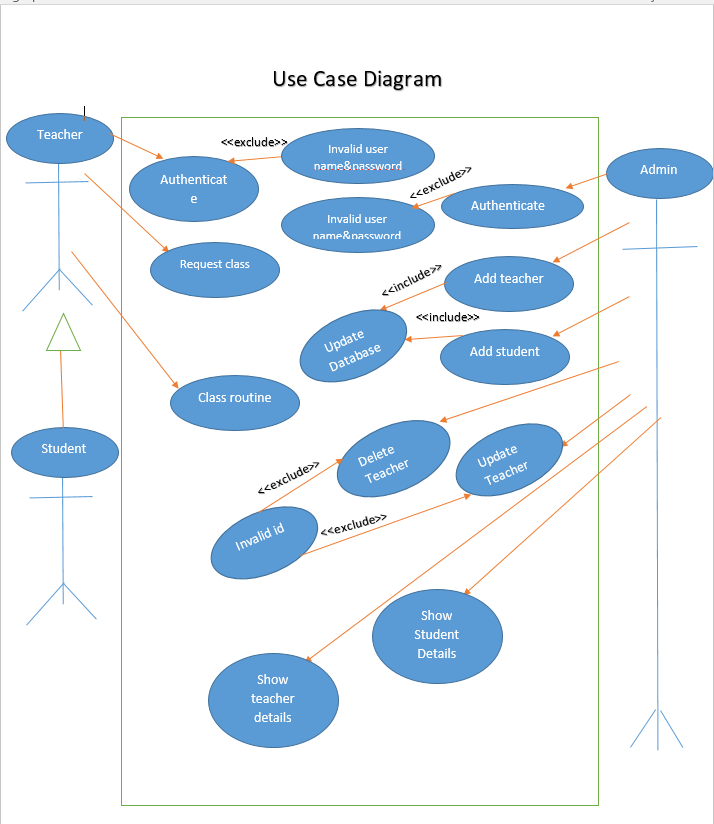 Use Case Diagram
Teacher
<<exclude>>
Invalid user
name&password
Authenticat
e
Admin
<<exclude>>
Authenticate
Invalid user
name&password
Request class
<<include>>
Add teacher
<<include>>
Update
Database
Add student
Class routine
Student
Delete
Teacher
Update
Teacher
<<exclude>>
<<exclude>>
Invalid id
Show
Student
Details
Show
teacher
details